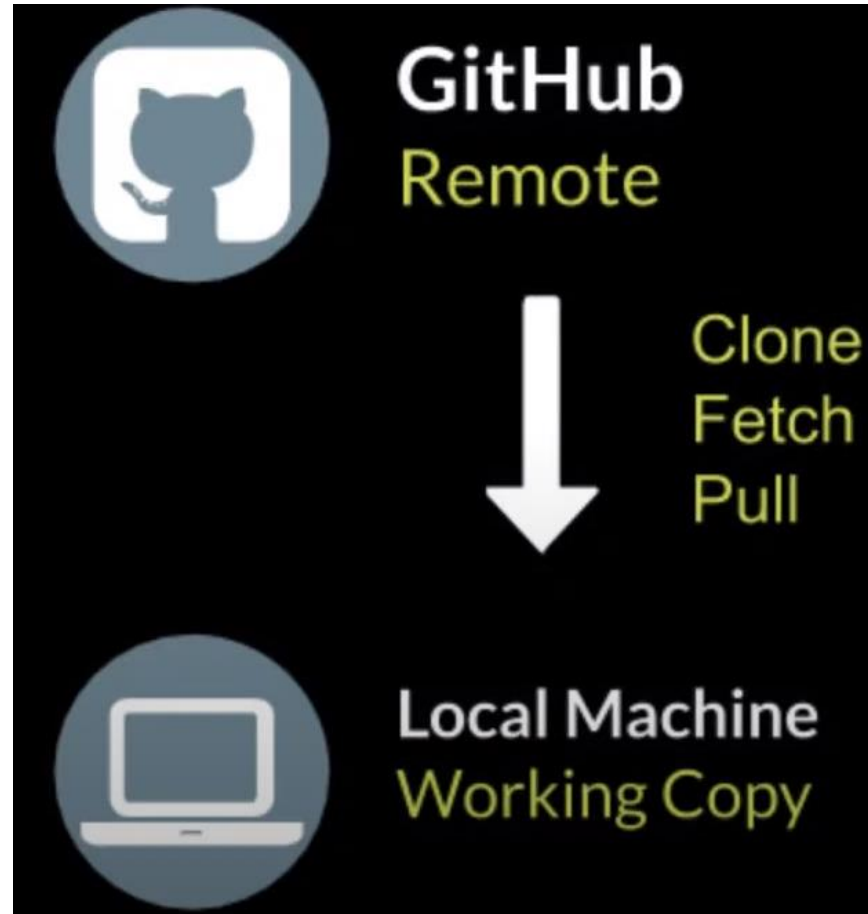 GitHub
Remote
Clone
Fetch
Pull
Local Machine
Working Copy